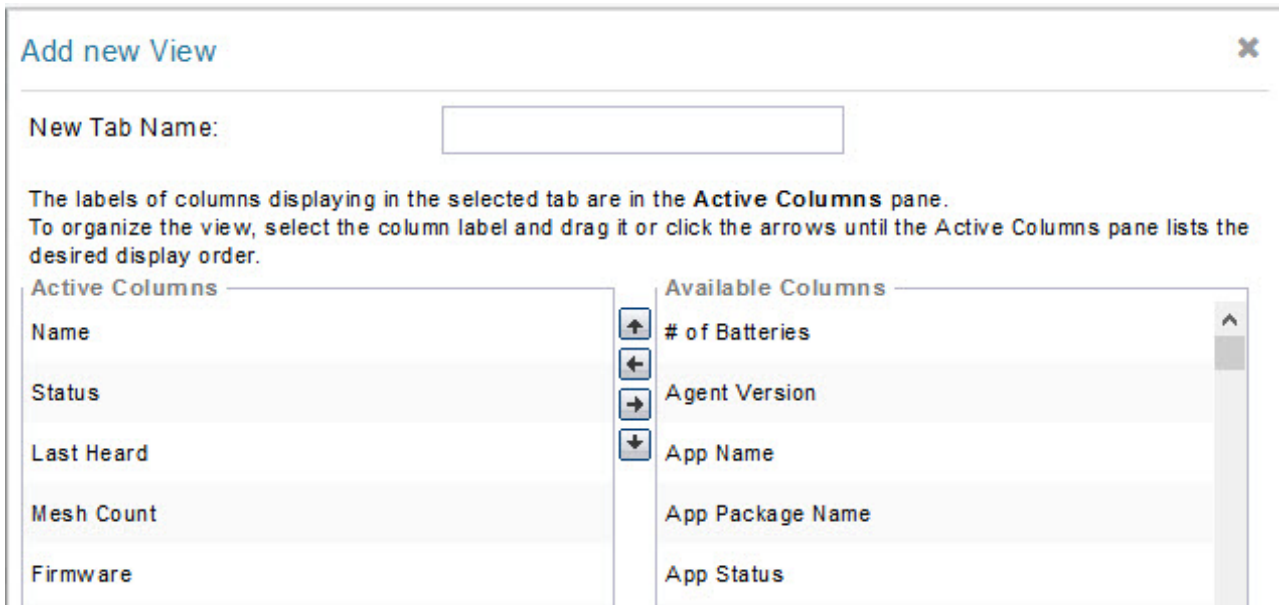 Add new View
New Tab Name:
The labels of columns displaying in the selected tab are in the Active Columns pane.
To organize the view, select the column label and drag it or click the arrows until the Active Columns pane lists the
desired display order.
Active Columns
Name
Status
Last Heard
Mesh Count
Firmware
Available Columns
# of Batteries
Agent Version
App Name
App Package Name
App Status